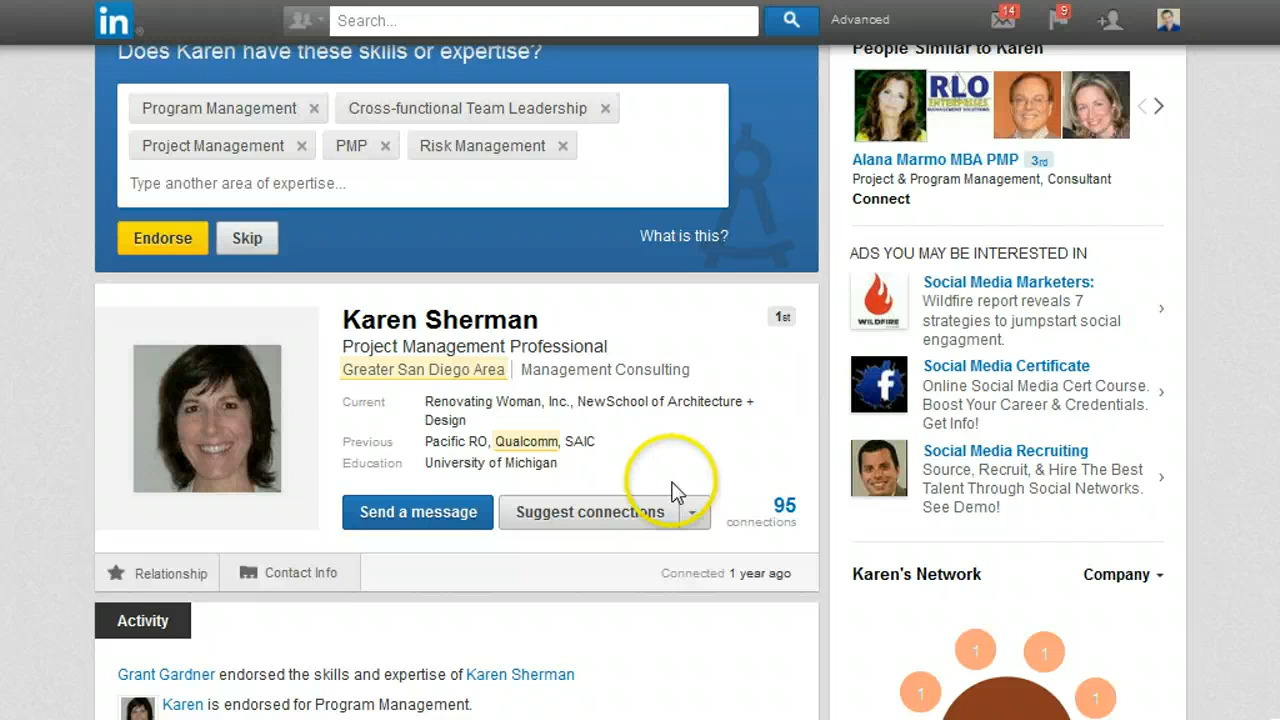 in
Search...
Advanced
14
9
Does Karen have these skills or expertise?
Program Management ×
Cross-functional Team Leadership ×
Project Management ×
PMP ×
Risk Management ×
Type another area of expertise...
Endorse
Skip
What is this?
Karen Sherman
1st
Project Management Professional
Greater San Diego Area | Management Consulting
Current Renovating Woman, Inc., NewSchool of Architecture +
Design
Previous Pacific RO, Qualcomm, SAIC
Education University of Michigan
Send a message
Suggest connections
95
connections
Relationship
Contact Info
Connected 1 year ago
Activity
Grant Gardner endorsed the skills and expertise of Karen Sherman
Karen is endorsed for Program Management.
People Similar to Karen
RLO
ENTERPRISES
MANAGEMENT SOLUTIONS
Alana Marmo MBA PMP 3rd
Project & Program Management, Consultant
Connect
ADS YOU MAY BE INTERESTED IN
WILDFIRE
Social Media Marketers:
Wildfire report reveals 7
strategies to jumpstart social
engagment.
Social Media Certificate
Online Social Media Cert Course.
Boost Your Career & Credentials.
Get Info!
Social Media Recruiting
Source, Recruit, & Hire The Best
Talent Through Social Networks.
See Demo!
Karen's Network
Company
1
1
1
1